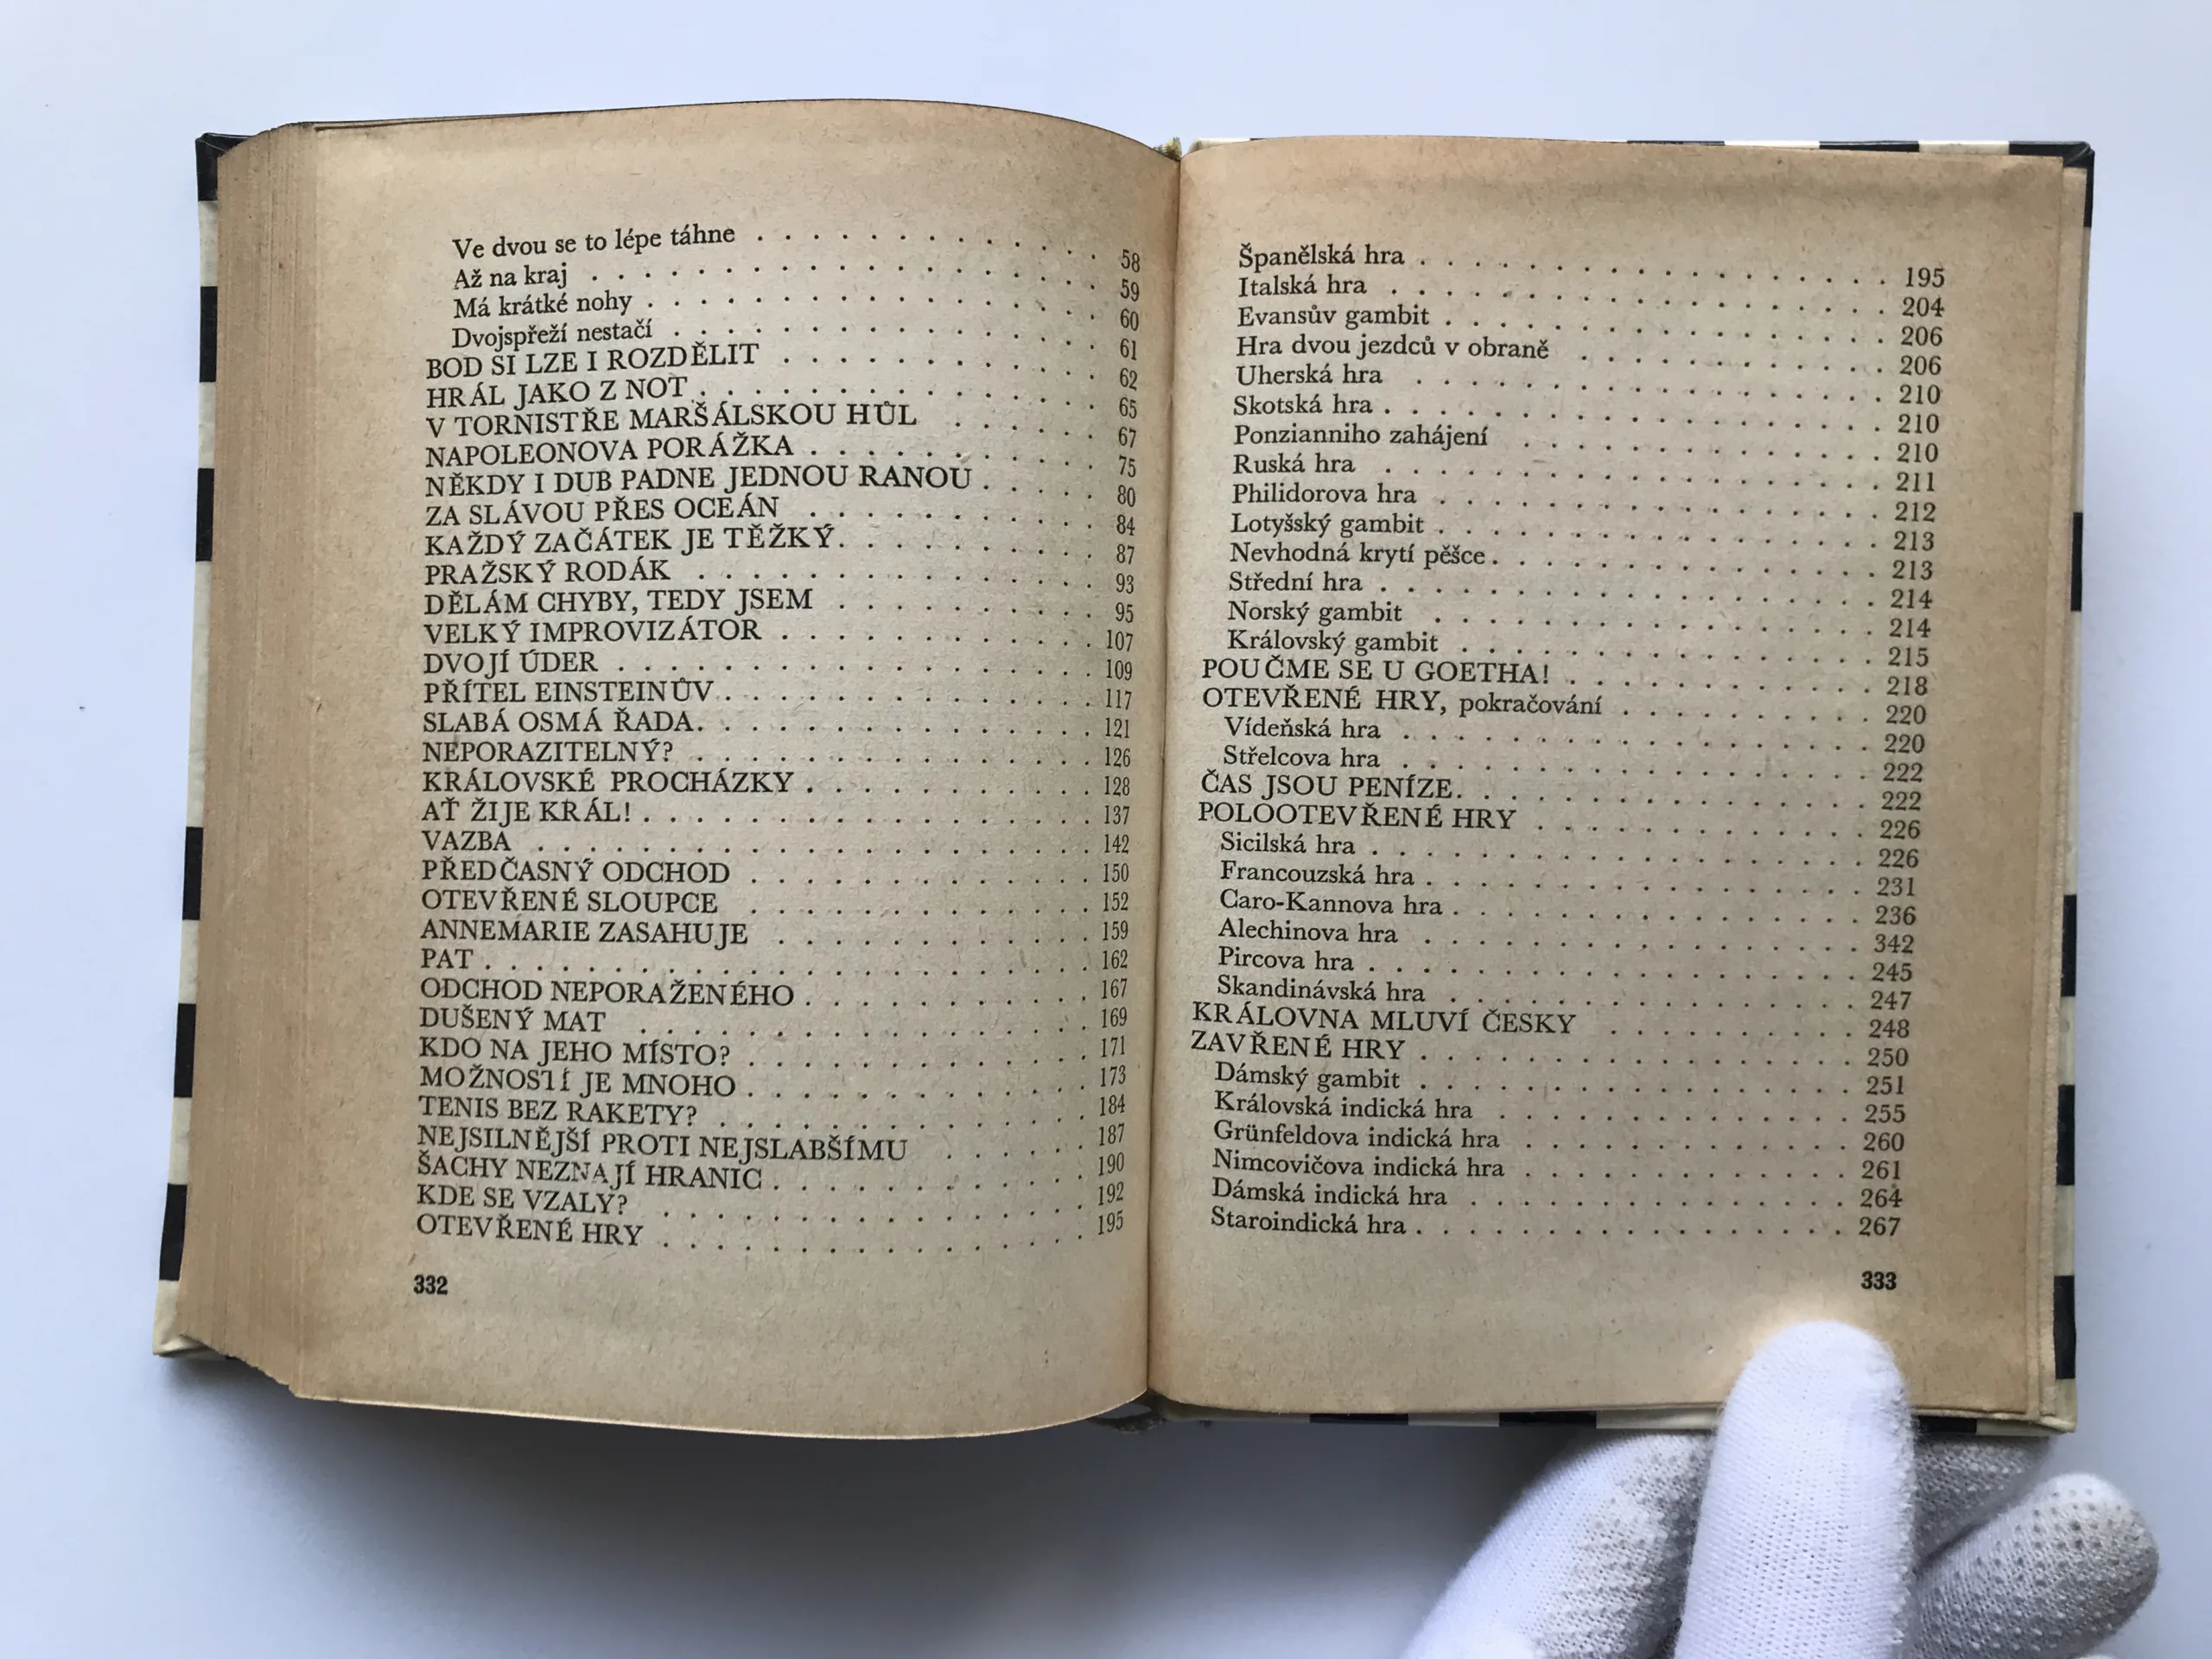 Ve dvou se to lépe táhne . . . . . . . . . . . . . 58
Až na kraj . . . . . . . . . . . . . . . . . . . 59
Má krátké nohy . . . . . . . . . . . . . . . . . 60
Dvojspřeží nestačí . . . . . . . . . . . . . . . . 61
BOD SI LZE I ROZDĚLIT . . . . . . . . . . . . 62
HRÁL JAKO Z NOT . . . . . . . . . . . . . . . 65
V TORNISTŘE MARŠÁLSKOU HŮL . . . . . . 67
NAPOLEONOVA PORÁŽKA . . . . . . . . . . . 75
NĚKDY I DUB PADNE JEDNOU RANOU . . . . . 80
ZA SLÁVOU PŘES OCEÁN . . . . . . . . . . . 84
KAŽDÝ ZAČÁTEK JE TĚŽKÝ . . . . . . . . . . 87
PRAŽSKÝ RODÁK . . . . . . . . . . . . . . . 93
DĚLÁM CHYBY, TEDY JSEM . . . . . . . . . . 95
VELKÝ IMPROVIZÁTOR . . . . . . . . . . . . 107
DVOJÍ ÚDER . . . . . . . . . . . . . . . . . . 109
PŘÍTEL EINSTEINŮV . . . . . . . . . . . . . . 117
SLABÁ OSMÁ ŘADA . . . . . . . . . . . . . . . 121
NEPORAZITELNÝ? . . . . . . . . . . . . . . . 126
KRÁLOVSKÉ PROCHÁZKY . . . . . . . . . . . 128
AŤ ŽIJE KRÁL! . . . . . . . . . . . . . . . . . 137
VAZBA . . . . . . . . . . . . . . . . . . . . . 142
PŘEDČASNÝ ODCHOD . . . . . . . . . . . . . 150
OTEVŘENÉ SLOUPCE . . . . . . . . . . . . . 152
ANNEMARIE ZASAHUJE . . . . . . . . . . . . 159
PAT . . . . . . . . . . . . . . . . . . . . . . . 162
ODCHOD NEPORAŽENÉHO . . . . . . . . . . . 167
DUŠENÝ MAT . . . . . . . . . . . . . . . . . 169
KDO NA JEHO MÍSTO? . . . . . . . . . . . . . 171
MOŽNOSTÍ JE MNOHO . . . . . . . . . . . . . 173
TENIS BEZ RAKETY? . . . . . . . . . . . . . . 184
NEJSILNĚJŠÍ PROTI NEJSLABŠÍMU . . . . . . 187
ŠACHY NEZNAJÍ HRANIC . . . . . . . . . . . . 190
KDE SE VZALY? . . . . . . . . . . . . . . . . 192
OTEVŘENÉ HRY . . . . . . . . . . . . . . . . 195
332
Španělská hra . . . . . . . . . . . . . . . . . . 195
Italská hra . . . . . . . . . . . . . . . . . . . 204
Evansův gambit . . . . . . . . . . . . . . . . . 206
Hra dvou jezdců v obraně . . . . . . . . . . . . 206
Uherská hra . . . . . . . . . . . . . . . . . . 210
Skotská hra . . . . . . . . . . . . . . . . . . . 210
Ponzianniho zahájení . . . . . . . . . . . . . . 210
Ruská hra . . . . . . . . . . . . . . . . . . . 211
Philidorova hra . . . . . . . . . . . . . . . . . 212
Lotyšský gambit . . . . . . . . . . . . . . . . . 213
Nevhodná krytí pěšce . . . . . . . . . . . . . . . 213
Střední hra . . . . . . . . . . . . . . . . . . . 214
Norský gambit . . . . . . . . . . . . . . . . . 214
Královský gambit . . . . . . . . . . . . . . . . 215
POUČME SE U GOETHA! . . . . . . . . . . . . 218
OTEVŘENÉ HRY, pokračování . . . . . . . . . . 220
Vídeňská hra . . . . . . . . . . . . . . . . . . 220
Střelcova hra . . . . . . . . . . . . . . . . . . 222
ČAS JSOU PENÍZE . . . . . . . . . . . . . . . . 222
POLOOTEVŘENÉ HRY . . . . . . . . . . . . . 226
Sicilská hra . . . . . . . . . . . . . . . . . . . 226
Francouzská hra . . . . . . . . . . . . . . . . . 231
Caro-Kannova hra . . . . . . . . . . . . . . . . 236
Alechinova hra . . . . . . . . . . . . . . . . . 342
Pircova hra . . . . . . . . . . . . . . . . . . . 245
Skandinávská hra . . . . . . . . . . . . . . . . 247
KRÁLOVNA MLUVÍ ČESKY . . . . . . . . . . 248
ZAVŘENÉ HRY . . . . . . . . . . . . . . . . . 250
Dámský gambit . . . . . . . . . . . . . . . . . 251
Královská indická hra . . . . . . . . . . . . . . 255
Grünfeldova indická hra . . . . . . . . . . . . . 260
Nimcovičova indická hra . . . . . . . . . . . . . 261
Dámská indická hra . . . . . . . . . . . . . . . 264
Staroindická hra . . . . . . . . . . . . . . . . . 267
333